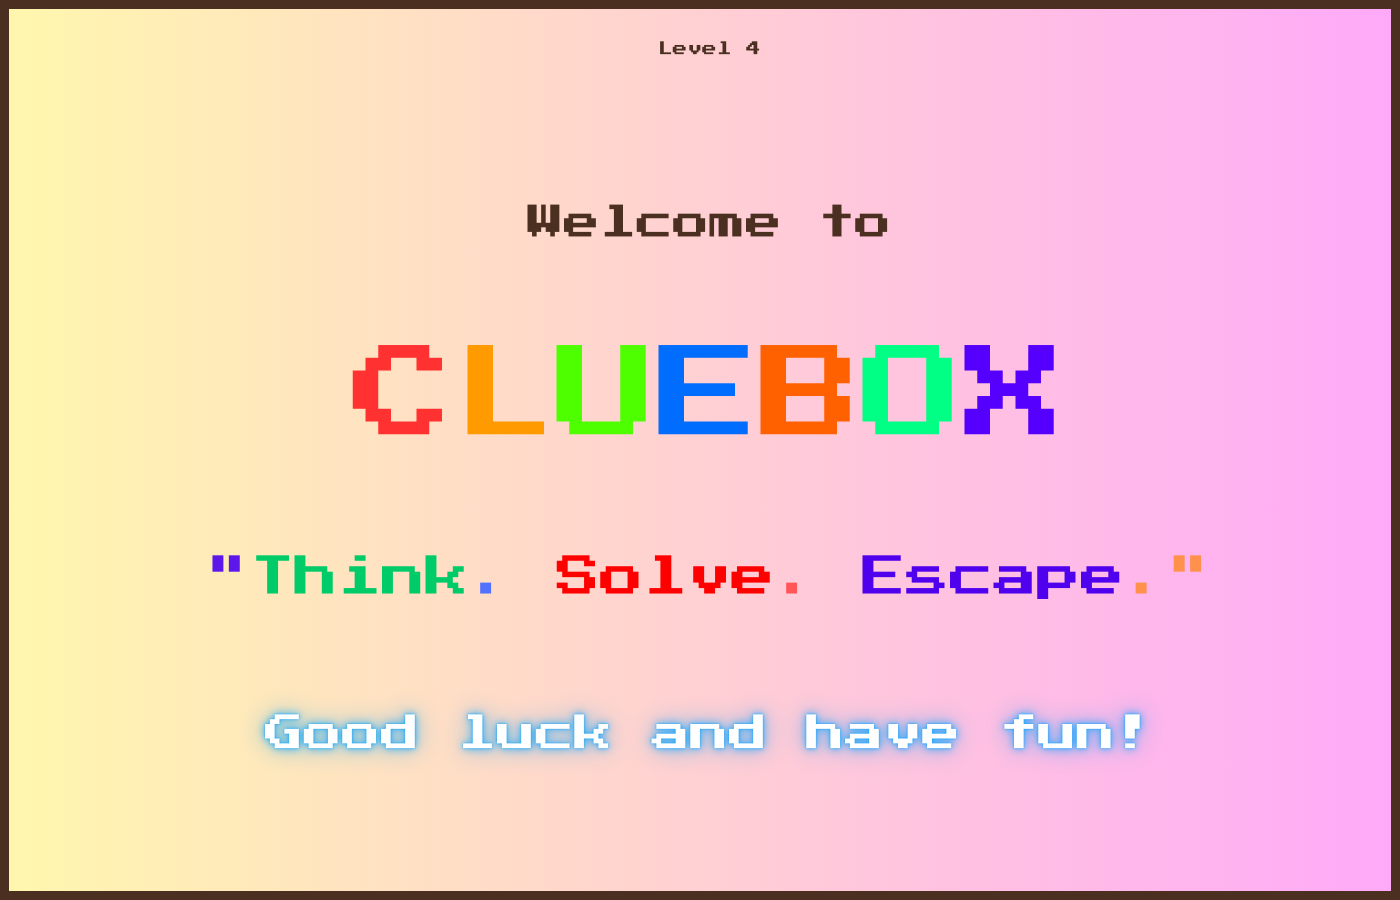 Level 4
Welcome to
CLUEBOX
"Think. Solve. Escape."
Good luck and have fun!